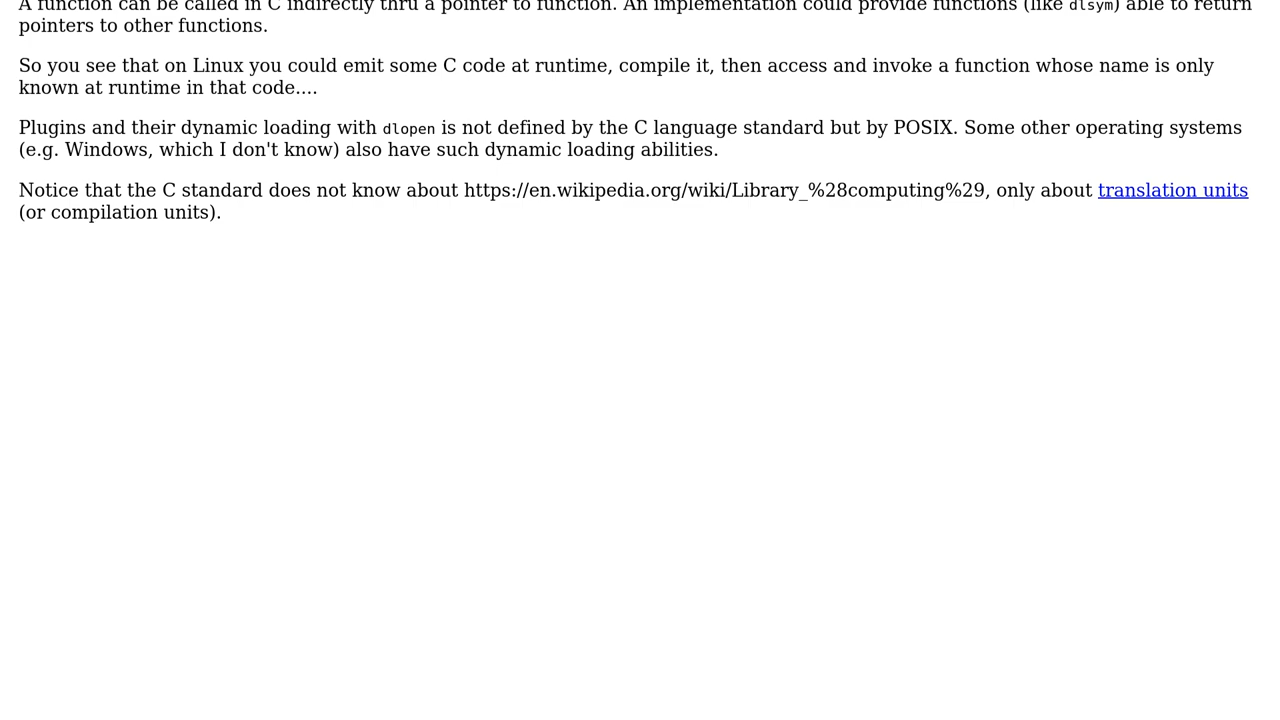 A function can be called in C indirectly thru a pointer to function. An implementation could provide functions (like dlsym) able to return
pointers to other functions.
So you see that on Linux you could emit some C code at runtime, compile it, then access and invoke a function whose name is only
known at runtime in that code....
Plugins and their dynamic loading with dlopen is not defined by the C language standard but by POSIX. Some other operating systems
(e.g. Windows, which I don't know) also have such dynamic loading abilities.
Notice that the C standard does not know about https://en.wikipedia.org/wiki/Library_%28computing%29, only about translation units
(or compilation units).